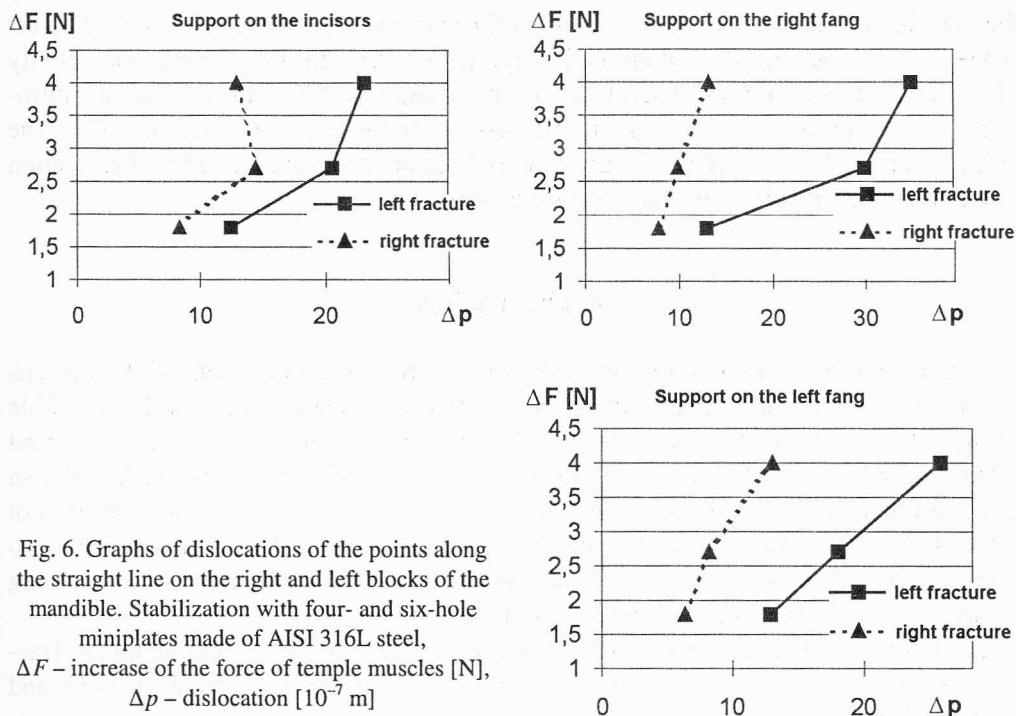 ΔF [N] Support on the incisors
4,5
4
3,5
3
2,5
2
1,5
1
left fracture
right fracture
0 10 20 Δp
ΔF [N] Support on the right fang
4,5
4
3,5
3
2,5
2
1,5
1
left fracture
right fracture
0 10 20 30 Δp
ΔF [N] Support on the left fang
4,5
4
3,5
3
2,5
2
1,5
1
left fracture
right fracture
0 10 20 Δp
Fig. 6. Graphs of dislocations of the points along
the straight line on the right and left blocks of the
mandible. Stabilization with four- and six-hole
miniplates made of AISI 316L steel,
ΔF – increase of the force of temple muscles [N],
Δp – dislocation [10⁻⁷ m]